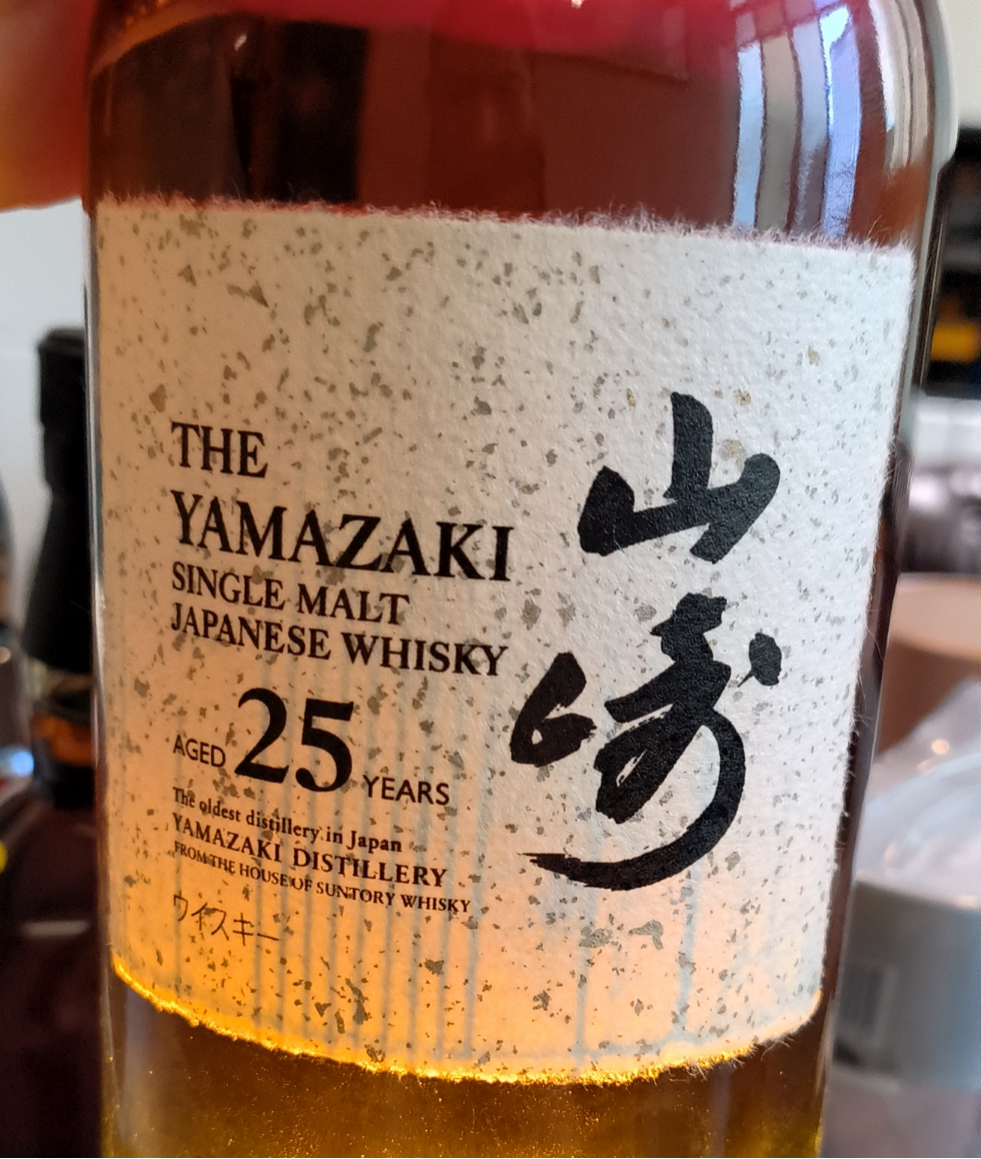 THE
YAMAZAKI
SINGLE MALT
JAPANESE WHISKY
AGED 25 YEARS
The oldest distillery in Japan
YAMAZAKI DISTILLERY
FROM THE HOUSE OF SUNTORY WHISKY
ウイスキー
山崎